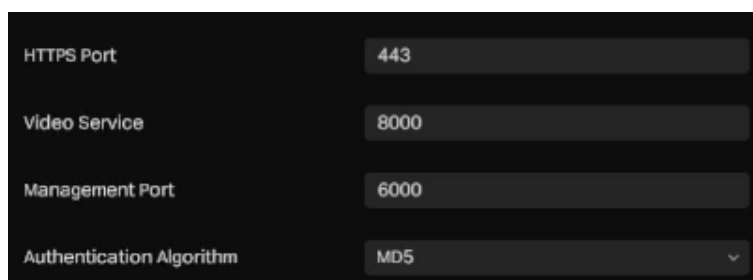 HTTPS Port 443
Video Service 8000
Management Port 6000
Authentication Algorithm MD5